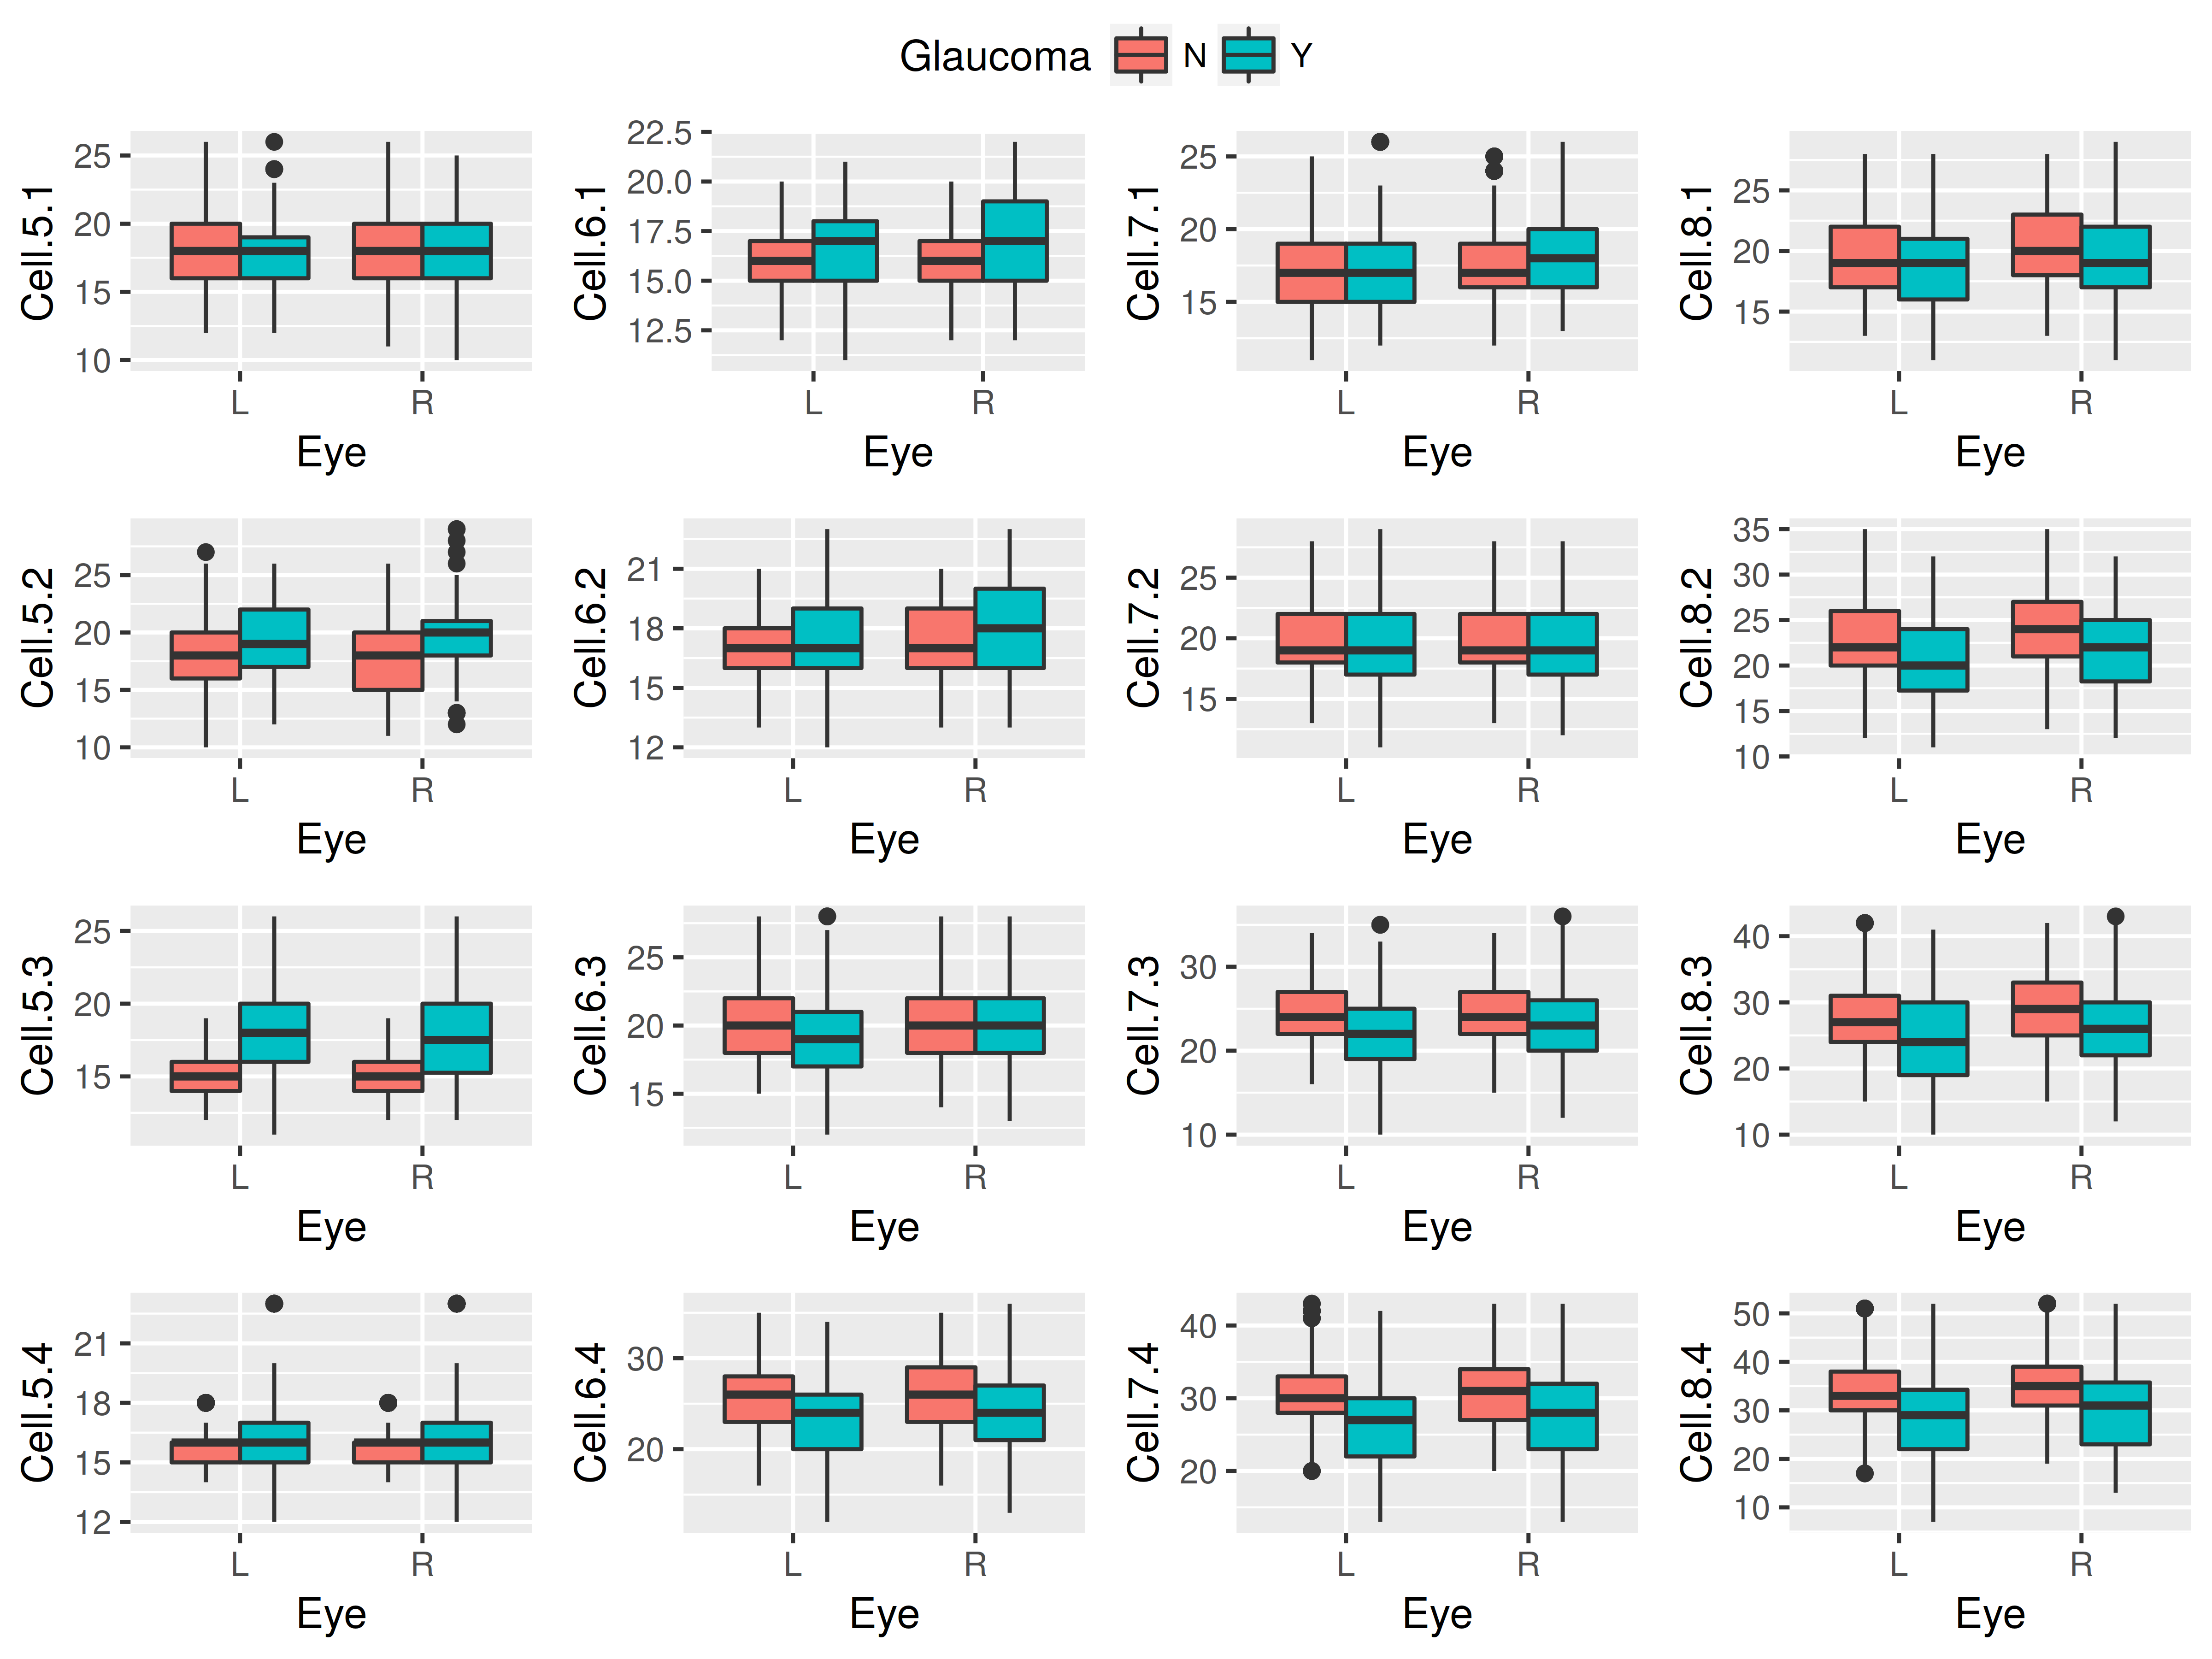 Glaucoma N Y
Cell.5.1
25
20
15
10
L R
Eye
Cell.6.1
22.5
20.0
17.5
15.0
12.5
L R
Eye
Cell.7.1
25
20
15
L R
Eye
Cell.8.1
25
20
15
L R
Eye
Cell.5.2
25
20
15
10
L R
Eye
Cell.6.2
21
18
15
12
L R
Eye
Cell.7.2
25
20
15
L R
Eye
Cell.8.2
35
30
25
20
15
10
L R
Eye
Cell.5.3
25
20
15
L R
Eye
Cell.6.3
25
20
15
L R
Eye
Cell.7.3
30
20
10
L R
Eye
Cell.8.3
40
30
20
10
L R
Eye
Cell.5.4
21
18
15
12
L R
Eye
Cell.6.4
30
20
L R
Eye
Cell.7.4
40
30
20
L R
Eye
Cell.8.4
50
40
30
20
10
L R
Eye